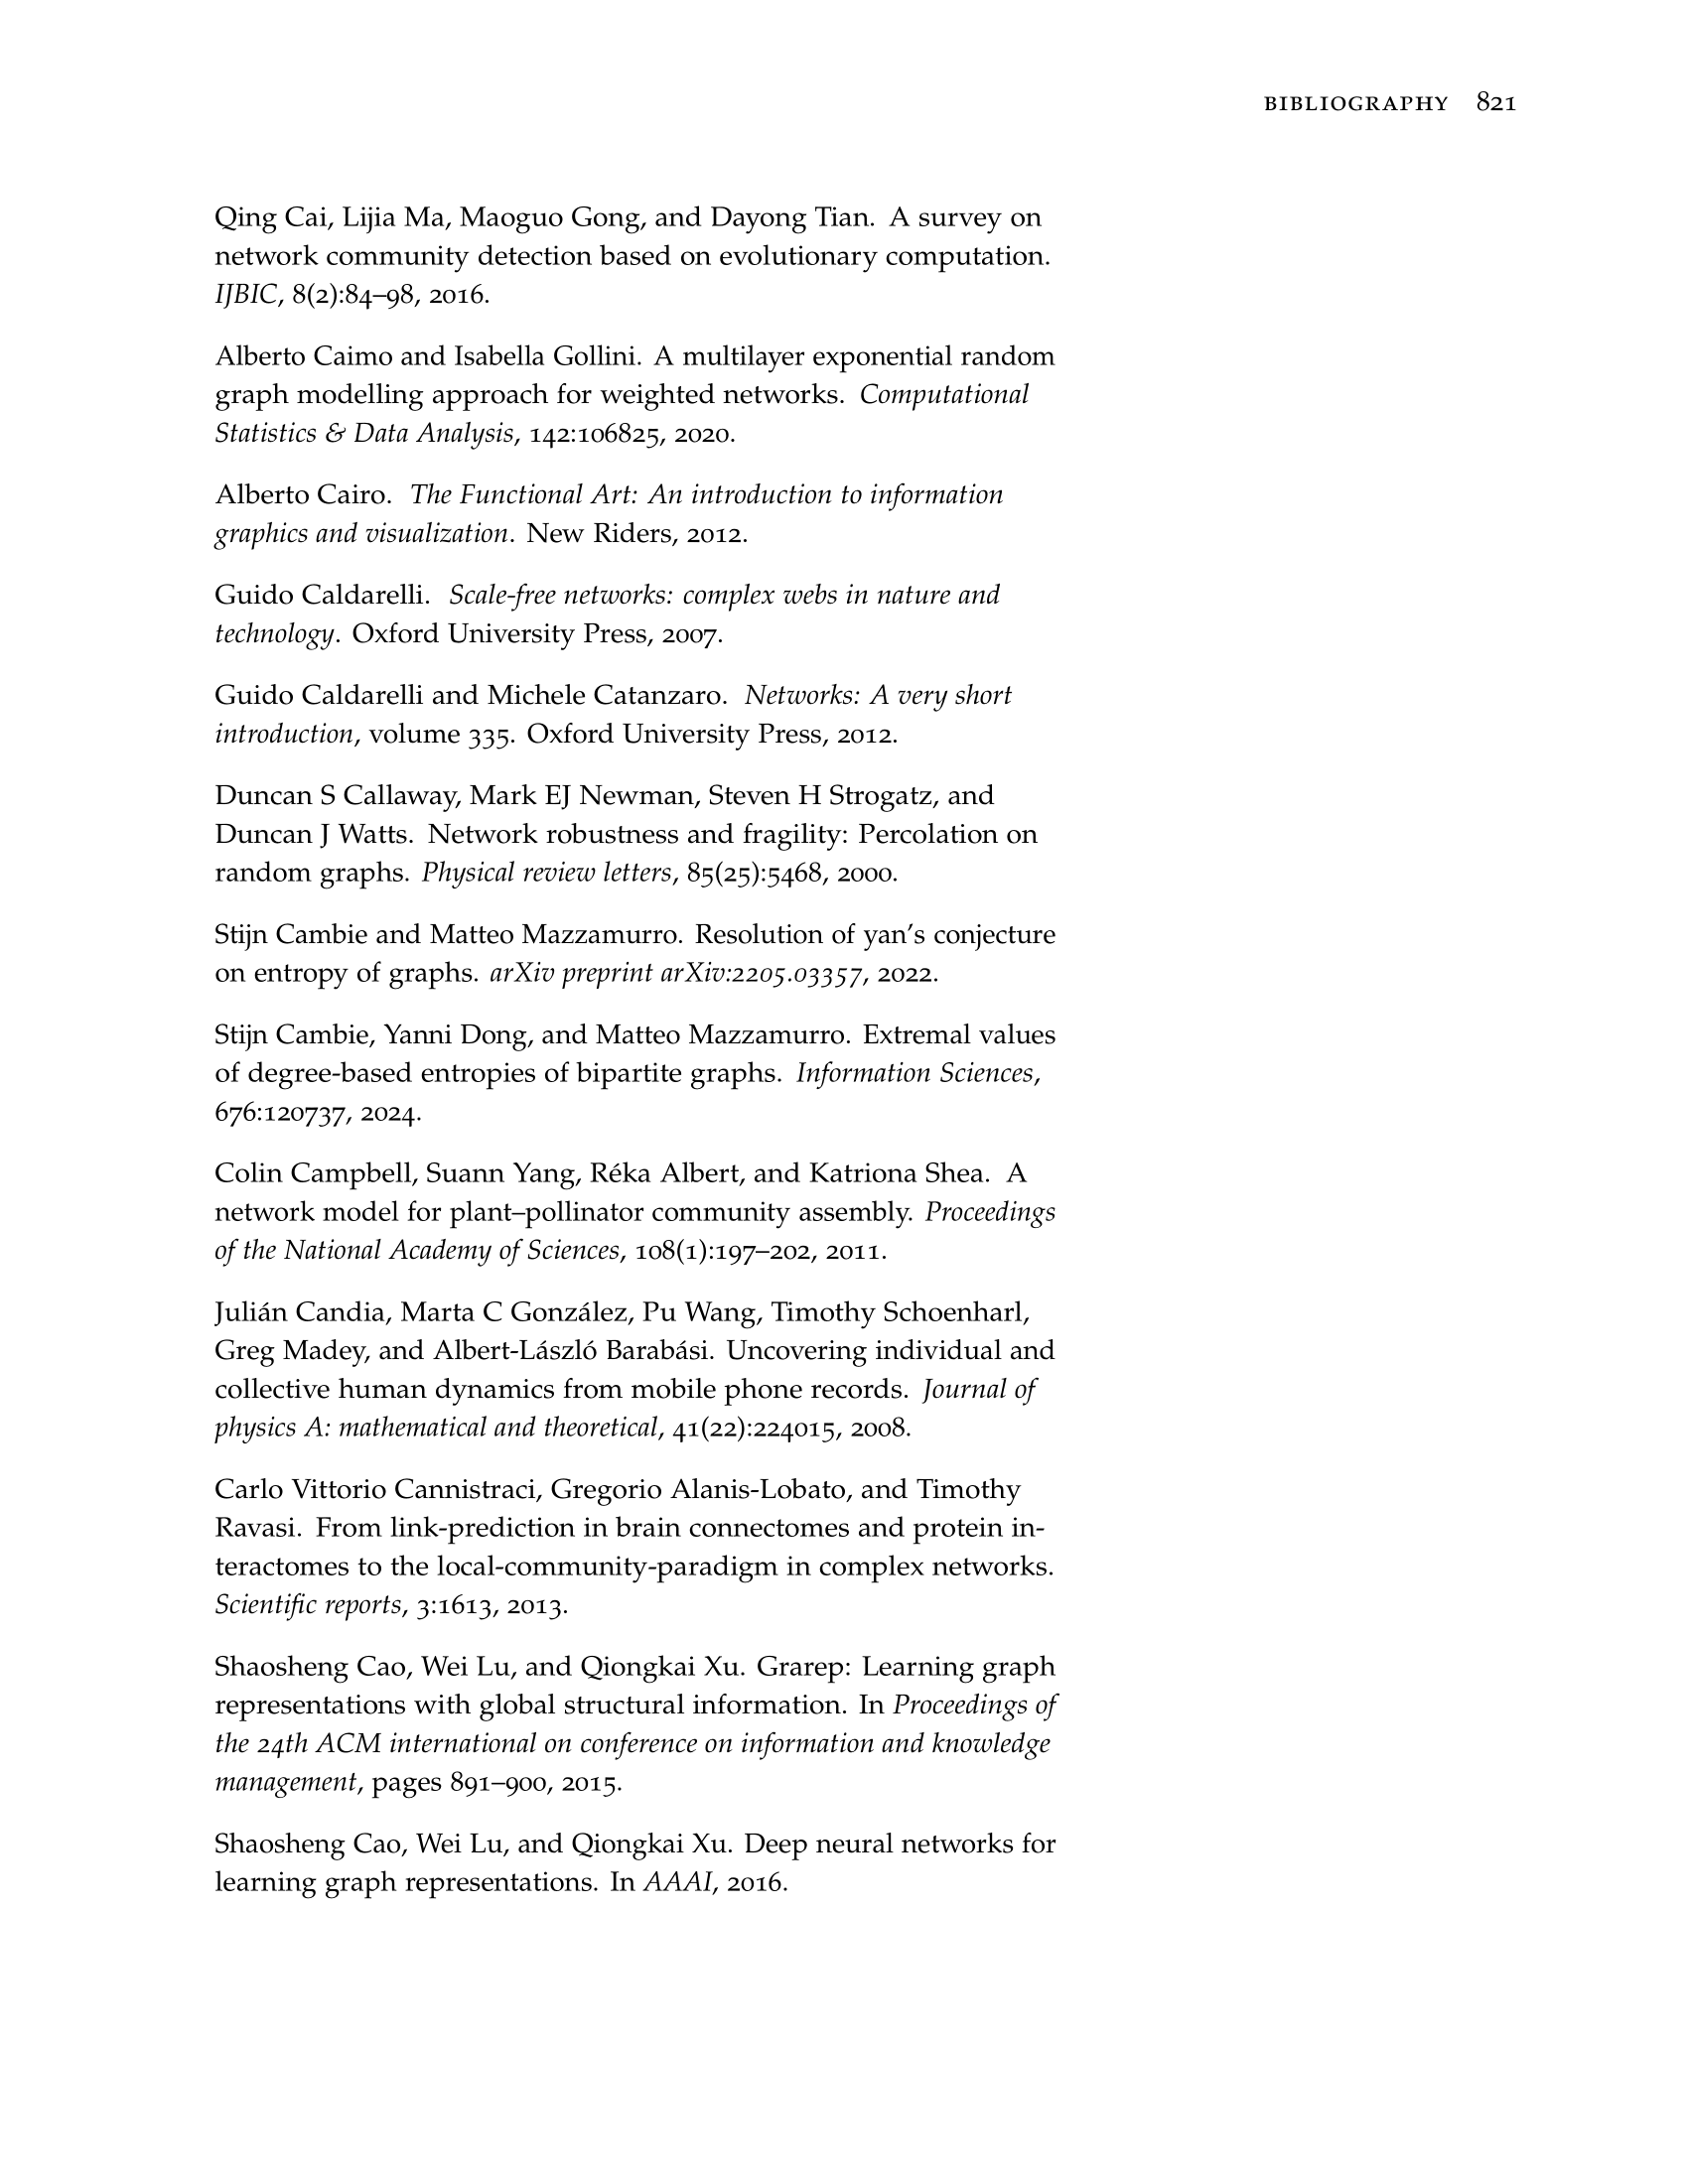 BIBLIOGRAPHY 821
Qing Cai, Lijia Ma, Maoguo Gong, and Dayong Tian. A survey on
network community detection based on evolutionary computation.
IJBIC, 8(2):84–98, 2016.
Alberto Caimo and Isabella Gollini. A multilayer exponential random
graph modelling approach for weighted networks. Computational
Statistics & Data Analysis, 142:106825, 2020.
Alberto Cairo. The Functional Art: An introduction to information
graphics and visualization. New Riders, 2012.
Guido Caldarelli. Scale-free networks: complex webs in nature and
technology. Oxford University Press, 2007.
Guido Caldarelli and Michele Catanzaro. Networks: A very short
introduction, volume 335. Oxford University Press, 2012.
Duncan S Callaway, Mark EJ Newman, Steven H Strogatz, and
Duncan J Watts. Network robustness and fragility: Percolation on
random graphs. Physical review letters, 85(25):5468, 2000.
Stijn Cambie and Matteo Mazzamurro. Resolution of yan’s conjecture
on entropy of graphs. arXiv preprint arXiv:2205.03357, 2022.
Stijn Cambie, Yanni Dong, and Matteo Mazzamurro. Extremal values
of degree-based entropies of bipartite graphs. Information Sciences,
676:120737, 2024.
Colin Campbell, Suann Yang, Réka Albert, and Katriona Shea. A
network model for plant–pollinator community assembly. Proceedings
of the National Academy of Sciences, 108(1):197–202, 2011.
Julián Candia, Marta C González, Pu Wang, Timothy Schoenharl,
Greg Madey, and Albert-László Barabási. Uncovering individual and
collective human dynamics from mobile phone records. Journal of
physics A: mathematical and theoretical, 41(22):224015, 2008.
Carlo Vittorio Cannistraci, Gregorio Alanis-Lobato, and Timothy
Ravasi. From link-prediction in brain connectomes and protein in-
teractomes to the local-community-paradigm in complex networks.
Scientific reports, 3:1613, 2013.
Shaosheng Cao, Wei Lu, and Qiongkai Xu. Grarep: Learning graph
representations with global structural information. In Proceedings of
the 24th ACM international on conference on information and knowledge
management, pages 891–900, 2015.
Shaosheng Cao, Wei Lu, and Qiongkai Xu. Deep neural networks for
learning graph representations. In AAAI, 2016.